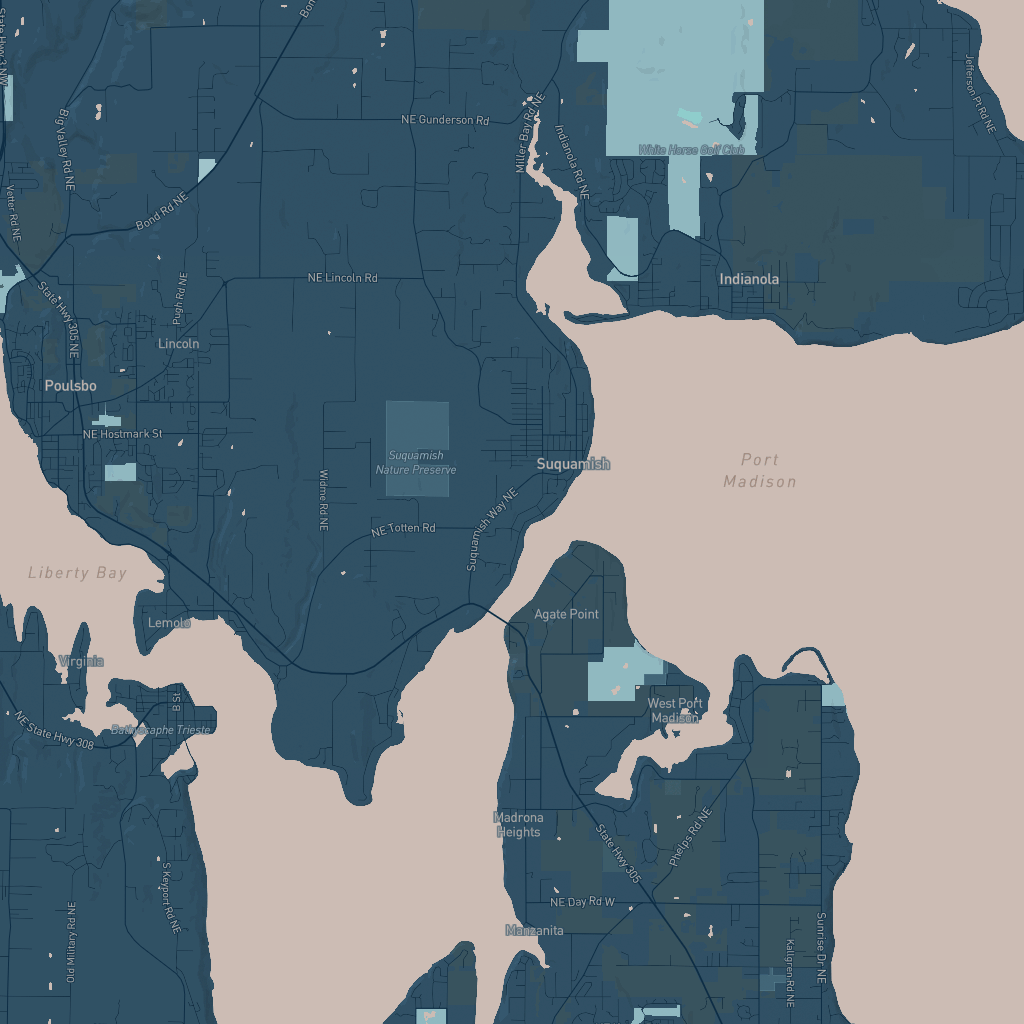 State Hwy 3 NW
Bon
Jefferson Pt Rd NE
NE Gunderson Rd
Miller Bay Rd NE
Indianola Rd NE
White Horse Golf Club
Big Valley Rd NE
Vetter Rd NE
Bond Rd NE
NE Lincoln Rd
Indianola
Pugh Rd NE
State Hwy 305 NE
Lincoln
Poulsbo
NE Hostmark St
Suquamish
Nature Preserve
Suquamish
Port
Madison
Widme Rd NE
NE Totten Rd
Suquamish Way NE
Liberty Bay
Agate Point
Lemolo
Virginia
B St
West Port
Madison
Bathyscaphe Trieste
NE State Hwy 308
Madrona
Heights
State Hwy 305
Phelps Rd NE
S Keyport Rd NE
NE Day Rd W
Manzanita
Old Military Rd NE
Kallgren Rd NE
Sunrise Dr NE